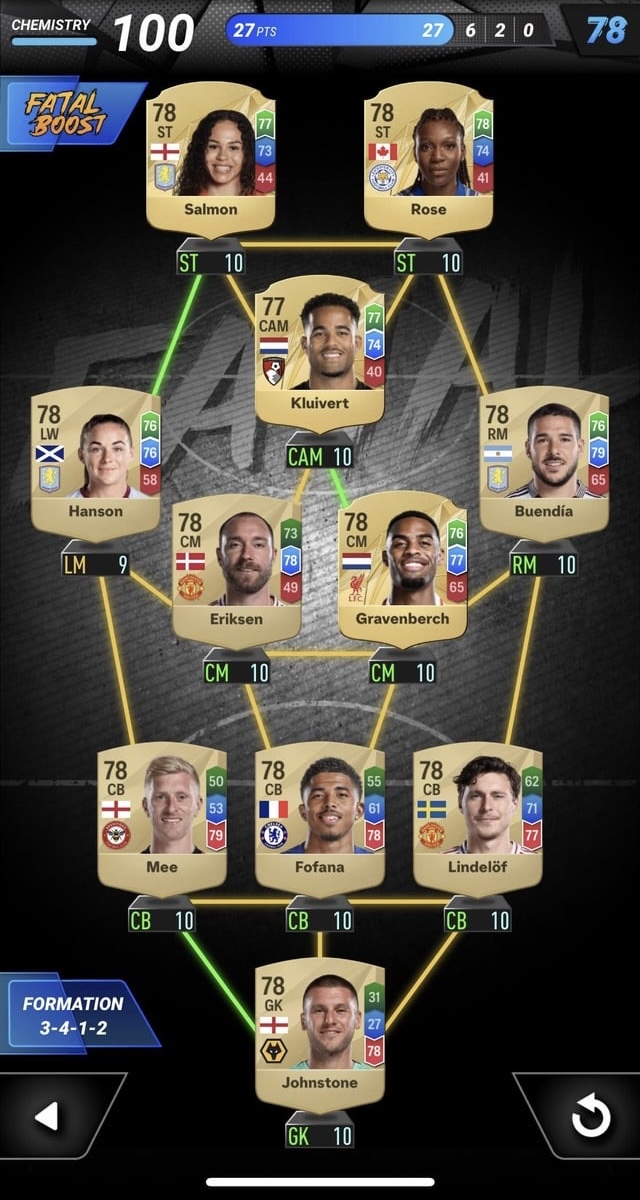 CHEMISTRY 100 27 PTS 27 6 2 0 78
FATAL
BOOST
78 ST 77 73 44 Salmon
78 ST 78 74 41 Rose
ST 10
ST 10
77 CAM 77 74 40 Kluivert
CAM 10
78 LW 76 76 58 Hanson
78 RM 76 79 65 Buendía
LM 9
RM 10
78 CM 73 78 49 Eriksen
78 CM 76 77 65 L.F.C. Gravenberch
CM 10
CM 10
78 CB 50 53 79 Mee
78 CB 55 61 78 Fofana
78 CB 62 71 77 Lindelöf
CB 10
CB 10
CB 10
78 GK 31 27 78 Johnstone
GK 10
FORMATION
3-4-1-2